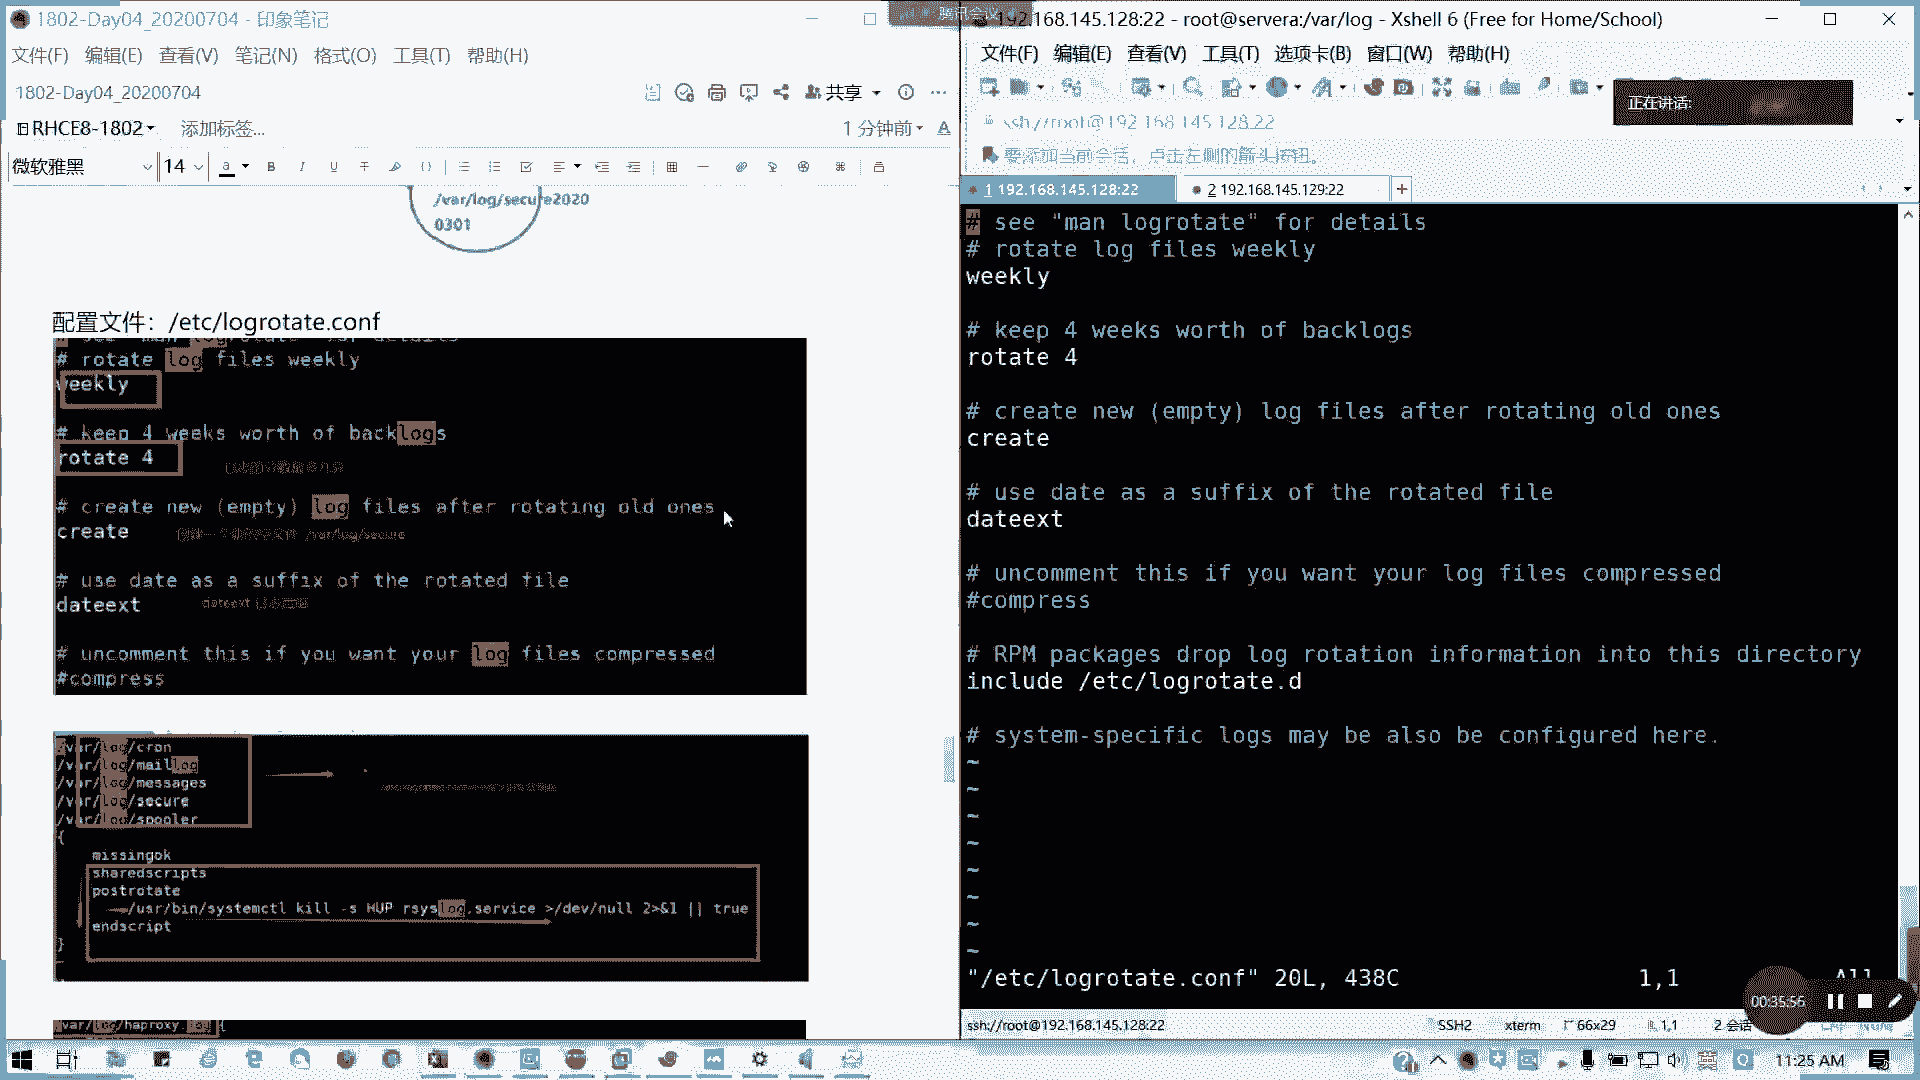 1802-Day04_20200704 - 印象笔记
文件(F) 编辑(E) 查看(V) 笔记(N) 格式(O) 工具(T) 帮助(H)
1802-Day04_20200704
共享
RHCE8-1802
添加标签...
1 分钟前
微软雅黑
14
/var/log/secure2020
0301
配置文件：/etc/logrotate.conf
# rotate log files weekly
weekly
# keep 4 weeks worth of backlogs
rotate 4
# create new (empty) log files after rotating old ones
create
/var/log/secure
# use date as a suffix of the rotated file
dateext
dateext
# uncomment this if you want your log files compressed
#compress
/var/log/cron
/var/log/maillog
/var/log/messages
/var/log/secure
/var/log/spooler
{
missingok
sharedscripts
postrotate
/usr/bin/systemctl kill -s HUP rsyslog.service >/dev/null 2>&1 || true
endscript
}
/var/log/haproxy.log {
腾讯会议
192.168.145.128:22 - root@servera:/var/log - Xshell 6 (Free for Home/School)
文件(F) 编辑(E) 查看(V) 工具(T) 选项卡(B) 窗口(W) 帮助(H)
正在讲话:
ssh://root@192.168.145.128:22
要添加当前会话，点击左侧的箭头按钮。
1 192.168.145.128:22
2 192.168.145.129:22
# see "man logrotate" for details
# rotate log files weekly
weekly
# keep 4 weeks worth of backlogs
rotate 4
# create new (empty) log files after rotating old ones
create
# use date as a suffix of the rotated file
dateext
# uncomment this if you want your log files compressed
#compress
# RPM packages drop log rotation information into this directory
include /etc/logrotate.d
# system-specific logs may be also be configured here.
~
~
~
~
~
~
~
~
"/etc/logrotate.conf" 20L, 438C
1,1
All
00:35:56
ssh://root@192.168.145.128:22
SSH2
xterm
66x29
1,1
2 会话
CAP NUM
英
11:25 AM